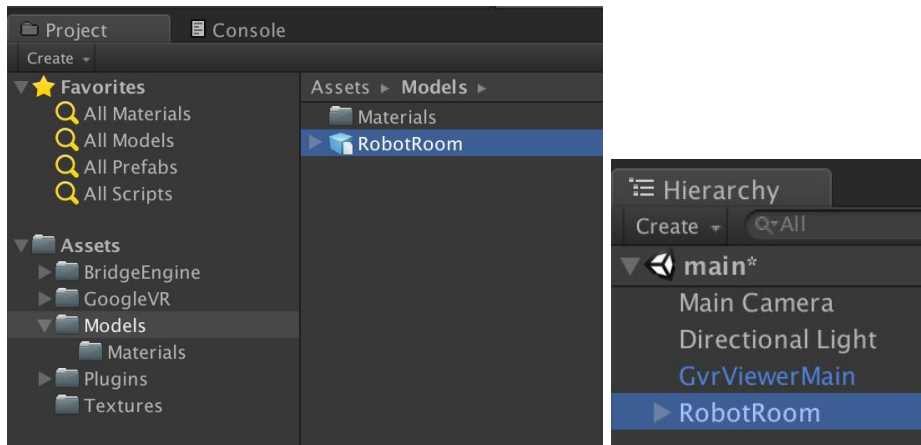 Project
Console
Create
Favorites
All Materials
All Models
All Prefabs
All Scripts
Assets
BridgeEngine
GoogleVR
Models
Materials
Plugins
Textures
Assets ▸ Models ▸
Materials
RobotRoom
Hierarchy
Create
All
main*
Main Camera
Directional Light
GvrViewerMain
RobotRoom